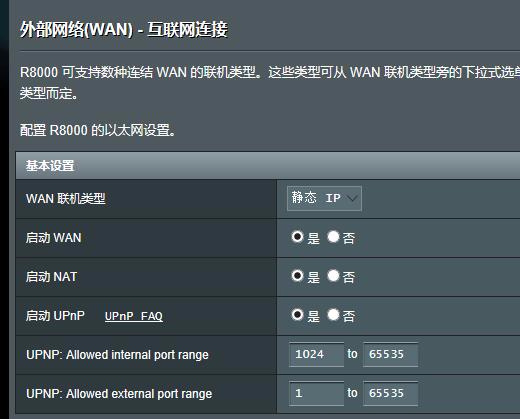 外部网络(WAN) - 互联网连接
R8000 可支持数种连结 WAN 的联机类型。这些类型可从 WAN 联机类型旁的下拉式选单
类型而定。
配置 R8000 的以太网设置。
基本设置
WAN 联机类型 静态 IP
启动 WAN 是 否
启动 NAT 是 否
启动 UPnP UPnP FAQ 是 否
UPNP: Allowed internal port range 1024 to 65535
UPNP: Allowed external port range 1 to 65535